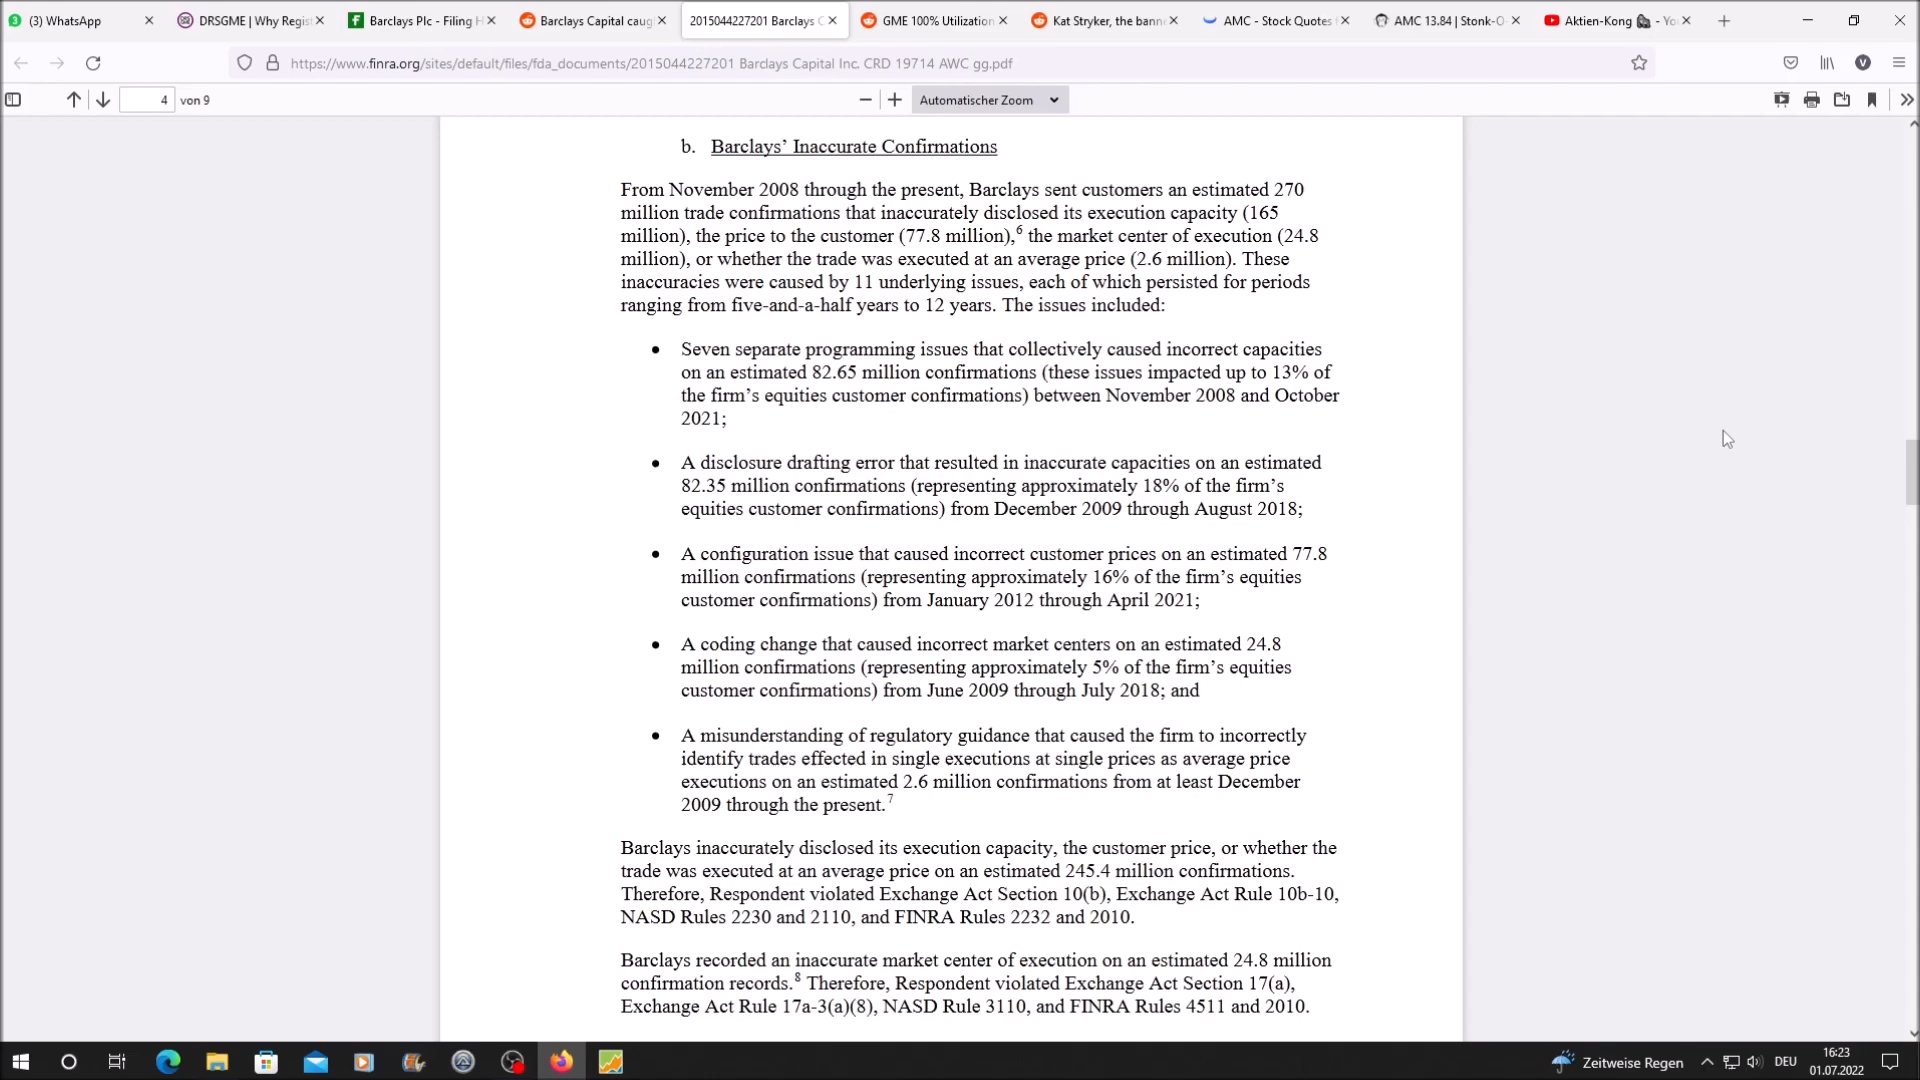 (3) WhatsApp
DRSGME | Why Regist
Barclays Plc - Filing H
Barclays Capital caug
2015044227201 Barclays C
GME 100% Utilization
Kat Stryker, the banne
AMC - Stock Quotes
AMC 13.84 | Stonk-O
Aktien-Kong
https://www.finra.org/sites/default/files/fda_documents/2015044227201 Barclays Capital Inc. CRD 19714 AWC gg.pdf
4 von 9
Automatischer Zoom
b. Barclays’ Inaccurate Confirmations
From November 2008 through the present, Barclays sent customers an estimated 270
million trade confirmations that inaccurately disclosed its execution capacity (165
million), the price to the customer (77.8 million),6 the market center of execution (24.8
million), or whether the trade was executed at an average price (2.6 million). These
inaccuracies were caused by 11 underlying issues, each of which persisted for periods
ranging from five-and-a-half years to 12 years. The issues included:
• Seven separate programming issues that collectively caused incorrect capacities
on an estimated 82.65 million confirmations (these issues impacted up to 13% of
the firm’s equities customer confirmations) between November 2008 and October
2021;
• A disclosure drafting error that resulted in inaccurate capacities on an estimated
82.35 million confirmations (representing approximately 18% of the firm’s
equities customer confirmations) from December 2009 through August 2018;
• A configuration issue that caused incorrect customer prices on an estimated 77.8
million confirmations (representing approximately 16% of the firm’s equities
customer confirmations) from January 2012 through April 2021;
• A coding change that caused incorrect market centers on an estimated 24.8
million confirmations (representing approximately 5% of the firm’s equities
customer confirmations) from June 2009 through July 2018; and
• A misunderstanding of regulatory guidance that caused the firm to incorrectly
identify trades effected in single executions at single prices as average price
executions on an estimated 2.6 million confirmations from at least December
2009 through the present.7
Barclays inaccurately disclosed its execution capacity, the customer price, or whether the
trade was executed at an average price on an estimated 245.4 million confirmations.
Therefore, Respondent violated Exchange Act Section 10(b), Exchange Act Rule 10b-10,
NASD Rules 2230 and 2110, and FINRA Rules 2232 and 2010.
Barclays recorded an inaccurate market center of execution on an estimated 24.8 million
confirmation records.8 Therefore, Respondent violated Exchange Act Section 17(a),
Exchange Act Rule 17a-3(a)(8), NASD Rule 3110, and FINRA Rules 4511 and 2010.
Zeitweise Regen
DEU
16:23
01.07.2022